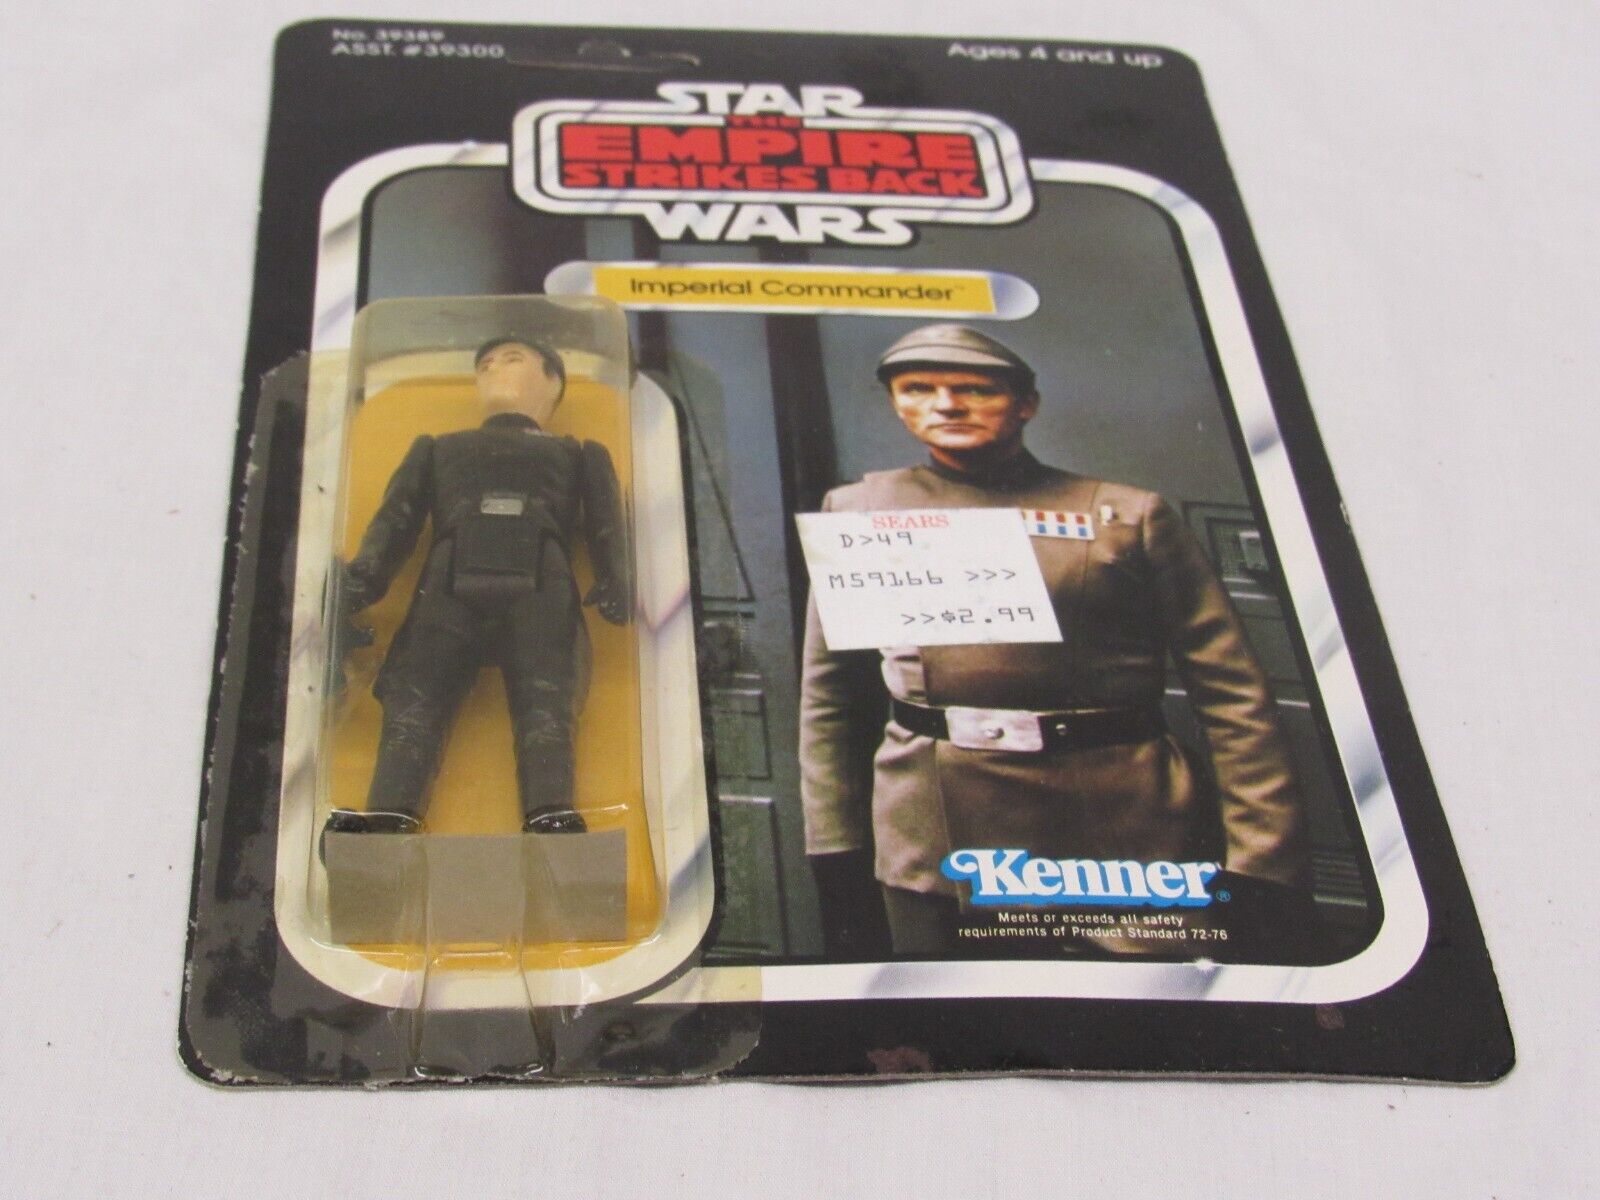 No. 39389
ASST. #39300
Ages 4 and up
STAR
THE
EMPIRE
STRIKES BACK
WARS
Imperial Commander™
SEARS
D>49
M59166 >>>
>>$2.99
Kenner®
Meets or exceeds all safety
requirements of Product Standard 72-76